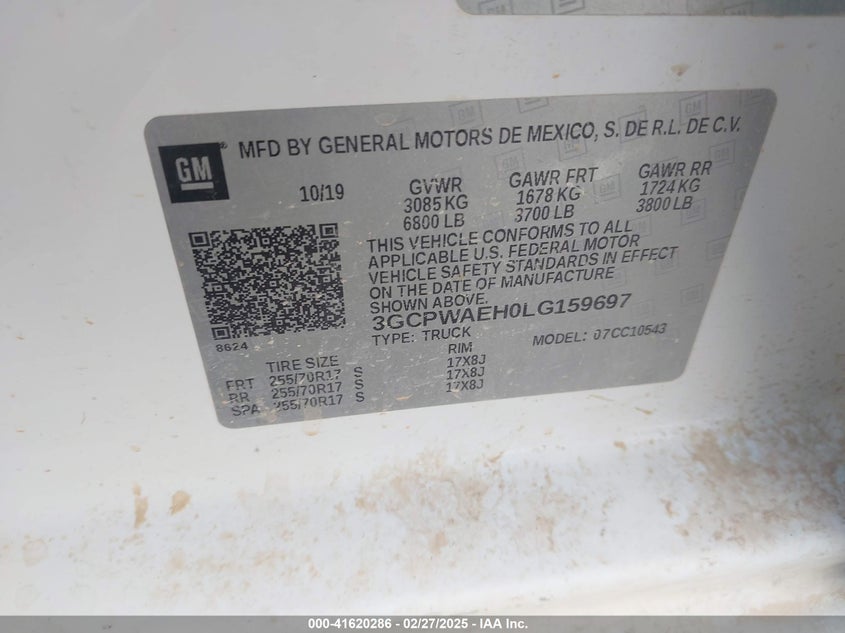 GM
MFD BY GENERAL MOTORS DE MEXICO, S. DE R.L. DE C.V.
10/19 GVWR GAWR FRT GAWR RR
3085 KG 1678 KG 1724 KG
6800 LB 3700 LB 3800 LB
THIS VEHICLE CONFORMS TO ALL
APPLICABLE U.S. FEDERAL MOTOR
VEHICLE SAFETY STANDARDS IN EFFECT
ON THE DATE OF MANUFACTURE
SHOWN ABOVE.
3GCPWAEH0LG159697
TYPE: TRUCK MODEL: 07CC10543
8624
TIRE SIZE RIM
FRT 255/70R17 S 17X8J
RR 255/70R17 S 17X8J
SPA 255/70R17 S 17X8J
000-41620286 - 02/27/2025 - IAA Inc.